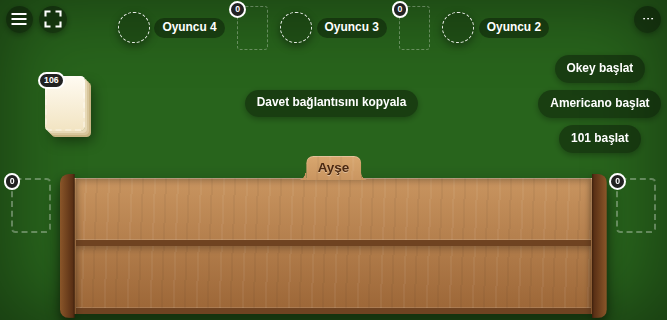 0
0
Oyuncu 4
Oyuncu 3
Oyuncu 2
Okey başlat
106
Davet bağlantısını kopyala
Americano başlat
101 başlat
Ayşe
0
0